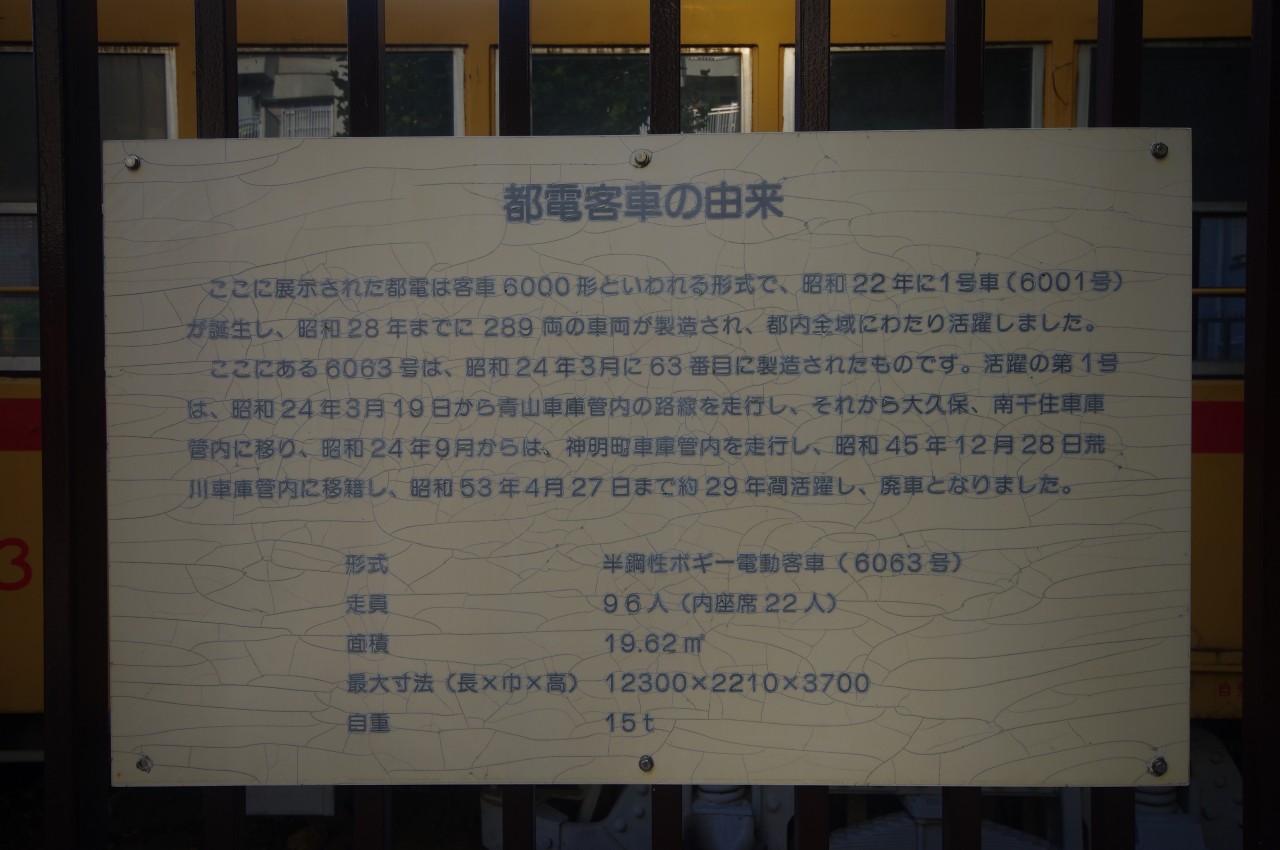 都電客車の由来
ここに展示された都電は客車6000形といわれる形式で、昭和22年に1号車(6001号)
が誕生し、昭和28年までに289両の車両が製造され、都内全域にわたり活躍しました。
ここにある6063号は、昭和24年3月に63番目に製造されたものです。活躍の第1号
は、昭和24年3月19日から青山車庫管内の路線を走行し、それから大久保、南千住車庫
管内に移り、昭和24年9月からは、神明町車庫管内を走行し、昭和45年12月28日荒
川車庫管内に移籍し、昭和53年4月27日まで約29年間活躍し、廃車となりました。
形式 半鋼性ボギー電動客車(6063号)
走員 96人(内座席22人)
面積 19.62㎡
最大寸法(長×巾×高) 12300×2210×3700
自重 15t
3